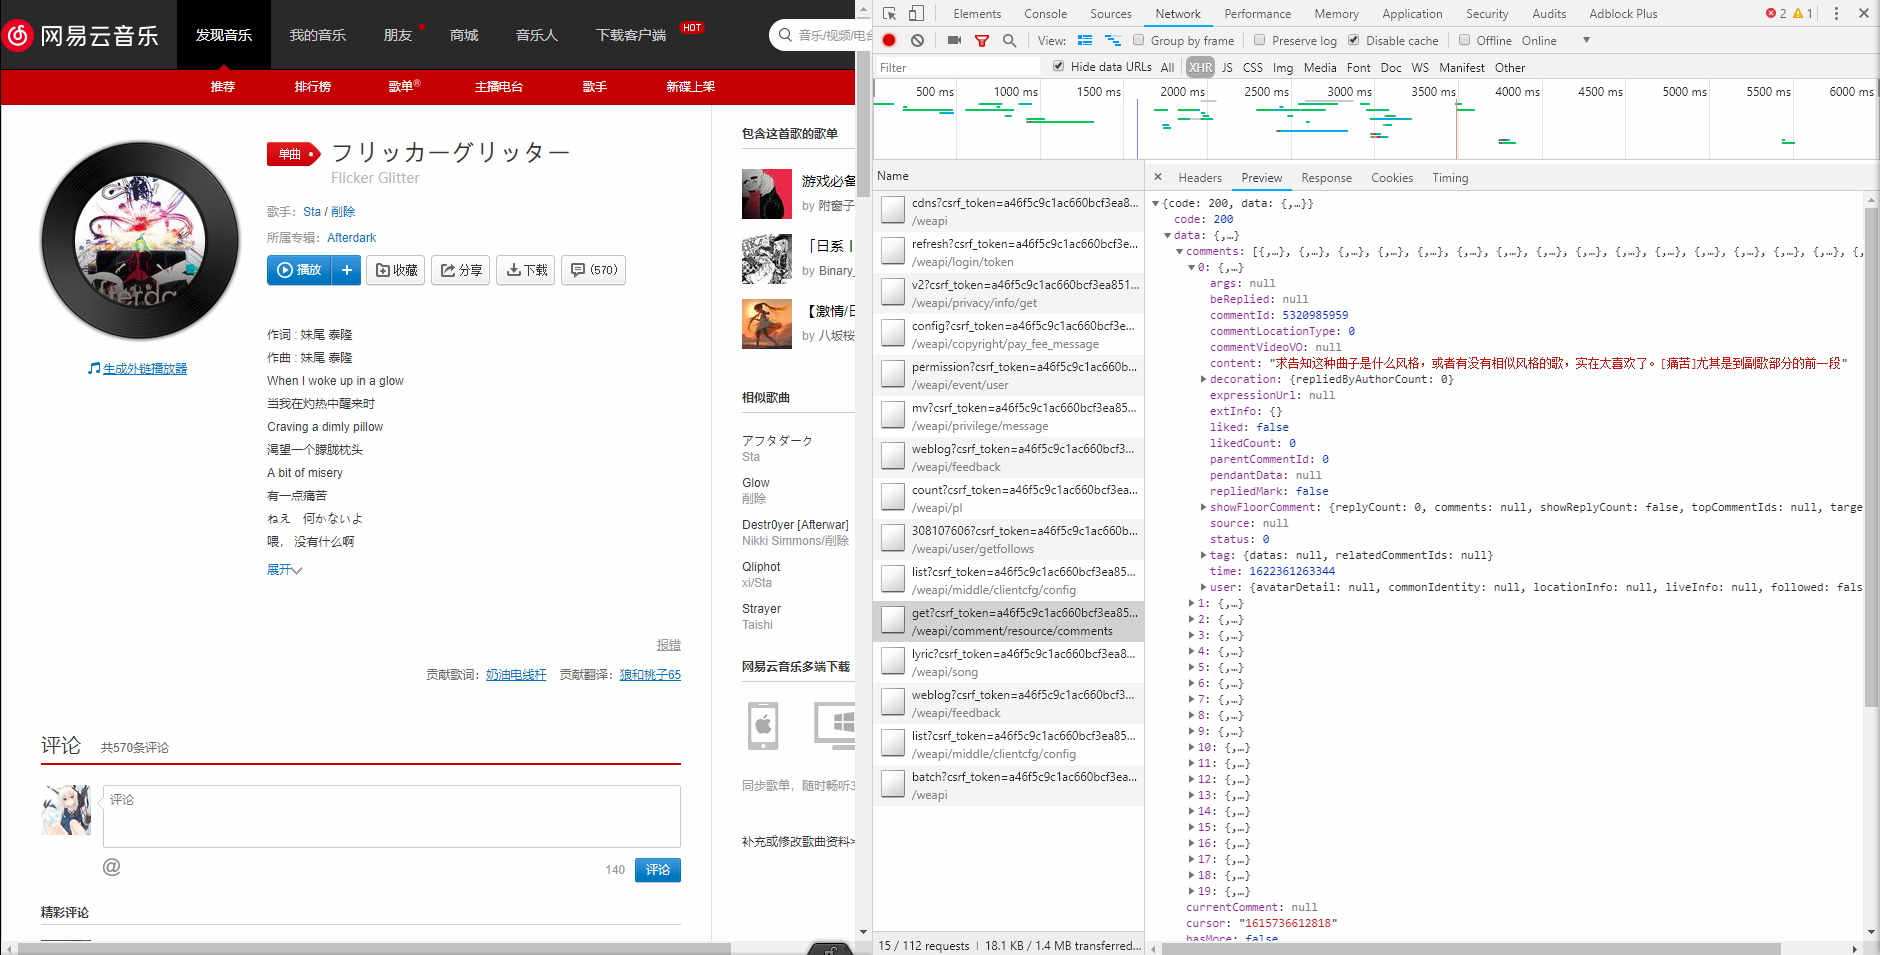 网易云音乐
发现音乐
我的音乐
朋友
商城
音乐人
下载客户端
HOT
音乐/视频/电台
推荐
排行榜
歌单®
主播电台
歌手
新碟上架
单曲
フリッカーグリッター
Flicker Glitter
歌手：Sta / 削除
所属专辑：Afterdark
播放
+
收藏
分享
下载
(570)
生成外链播放器
作词 : 妹尾 泰隆
作曲 : 妹尾 泰隆
When I woke up in a glow
当我在灼热中醒来时
Craving a dimly pillow
渴望一个朦胧枕头
A bit of misery
有一点痛苦
ねえ　何かないよ
喂， 没有什么啊
展开
报错
贡献歌词：奶油电线杆　贡献翻译：狼和桃子65
评论　共570条评论
评论
@
140
评论
精彩评论
包含这首歌的歌单
游戏必备
by 附窗子
「日系丨
by Binary_
【激情/日
by 八坂桜
相似歌曲
アフタダーク
Sta
Glow
削除
Destr0yer [Afterwar]
Nikki Simmons/削除
Qliphot
xi/Sta
Strayer
Taishi
网易云音乐多端下载
同步歌单，随时畅听3
补充或修改歌曲资料>
Elements Console Sources Network Performance Memory Application Security Audits Adblock Plus 2 1
View: Group by frame Preserve log Disable cache Offline Online
Filter Hide data URLs All XHR JS CSS Img Media Font Doc WS Manifest Other
500 ms 1000 ms 1500 ms 2000 ms 2500 ms 3000 ms 3500 ms 4000 ms 4500 ms 5000 ms 5500 ms 6000 ms
Name
cdns?csrf_token=a46f5c9c1ac660bcf3ea8...
/weapi
refresh?csrf_token=a46f5c9c1ac660bcf3e...
/weapi/login/token
v2?csrf_token=a46f5c9c1ac660bcf3ea851...
/weapi/privacy/info/get
config?csrf_token=a46f5c9c1ac660bcf3e...
/weapi/copyright/pay_fee_message
permission?csrf_token=a46f5c9c1ac660b...
/weapi/event/user
mv?csrf_token=a46f5c9c1ac660bcf3ea85...
/weapi/privilege/message
weblog?csrf_token=a46f5c9c1ac660bcf3...
/weapi/feedback
count?csrf_token=a46f5c9c1ac660bcf3ea...
/weapi/pl
308107606?csrf_token=a46f5c9c1ac660b...
/weapi/user/getfollows
list?csrf_token=a46f5c9c1ac660bcf3ea85...
/weapi/middle/clientcfg/config
get?csrf_token=a46f5c9c1ac660bcf3ea85...
/weapi/comment/resource/comments
lyric?csrf_token=a46f5c9c1ac660bcf3ea8...
/weapi/song
weblog?csrf_token=a46f5c9c1ac660bcf3...
/weapi/feedback
list?csrf_token=a46f5c9c1ac660bcf3ea85...
/weapi/middle/clientcfg/config
batch?csrf_token=a46f5c9c1ac660bcf3ea...
/weapi
15 / 112 requests | 18.1 KB / 1.4 MB transferred...
× Headers Preview Response Cookies Timing
{code: 200, data: {,…}}
code: 200
data: {,…}
comments: [{,…}, {,…}, {,…}, {,…}, {,…}, {,…}, {,…}, {,…}, {,…}, {,…}, {,…}, {,…}, {,…}, {,…}, {,…}, {,
0: {,…}
args: null
beReplied: null
commentId: 5320985959
commentLocationType: 0
commentVideoVO: null
content: "求告知这种曲子是什么风格，或者有没有相似风格的歌，实在太喜欢了。[痛苦]尤其是到副歌部分的前一段"
decoration: {repliedByAuthorCount: 0}
expressionUrl: null
extInfo: {}
liked: false
likedCount: 0
parentCommentId: 0
pendantData: null
repliedMark: false
showFloorComment: {replyCount: 0, comments: null, showReplyCount: false, topCommentIds: null, targe
source: null
status: 0
tag: {datas: null, relatedCommentIds: null}
time: 1622361263344
user: {avatarDetail: null, commonIdentity: null, locationInfo: null, liveInfo: null, followed: fals
1: {,…}
2: {,…}
3: {,…}
4: {,…}
5: {,…}
6: {,…}
7: {,…}
8: {,…}
9: {,…}
10: {,…}
11: {,…}
12: {,…}
13: {,…}
14: {,…}
15: {,…}
16: {,…}
17: {,…}
18: {,…}
19: {,…}
currentComment: null
cursor: "1615736612818"
hasMore: false